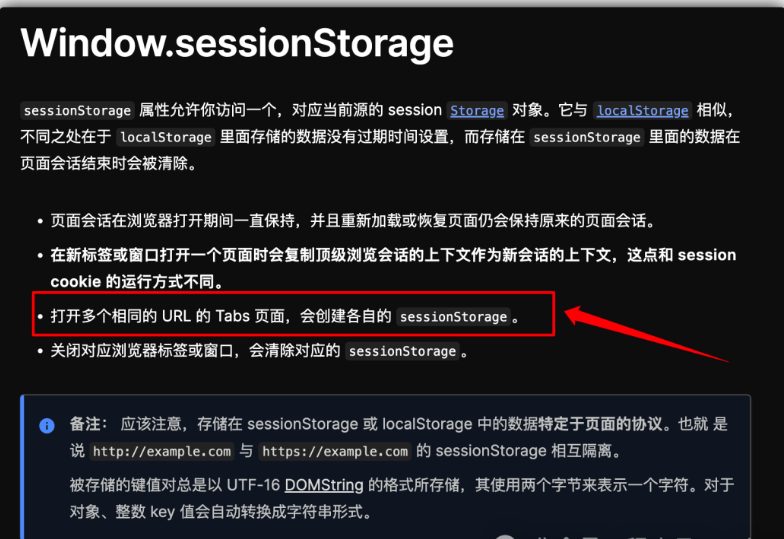 Window.sessionStorage
sessionStorage 属性允许你访问一个，对应当前源的 session Storage 对象。它与 localStorage 相似，
不同之处在于 localStorage 里面存储的数据没有过期时间设置，而存储在 sessionStorage 里面的数据在
页面会话结束时会被清除。
• 页面会话在浏览器打开期间一直保持，并且重新加载或恢复页面仍会保持原来的页面会话。
• 在新标签或窗口打开一个页面时会复制顶级浏览会话的上下文作为新会话的上下文，这点和 session
cookie 的运行方式不同。
• 打开多个相同的 URL 的 Tabs 页面，会创建各自的 sessionStorage。
• 关闭对应浏览器标签或窗口，会清除对应的 sessionStorage。
备注： 应该注意，存储在 sessionStorage 或 localStorage 中的数据特定于页面的协议。也就 是
说 http://example.com 与 https://example.com 的 sessionStorage 相互隔离。
被存储的键值对总是以 UTF-16 DOMString 的格式所存储，其使用两个字节来表示一个字符。对于
对象、整数 key 值会自动转换成字符串形式。